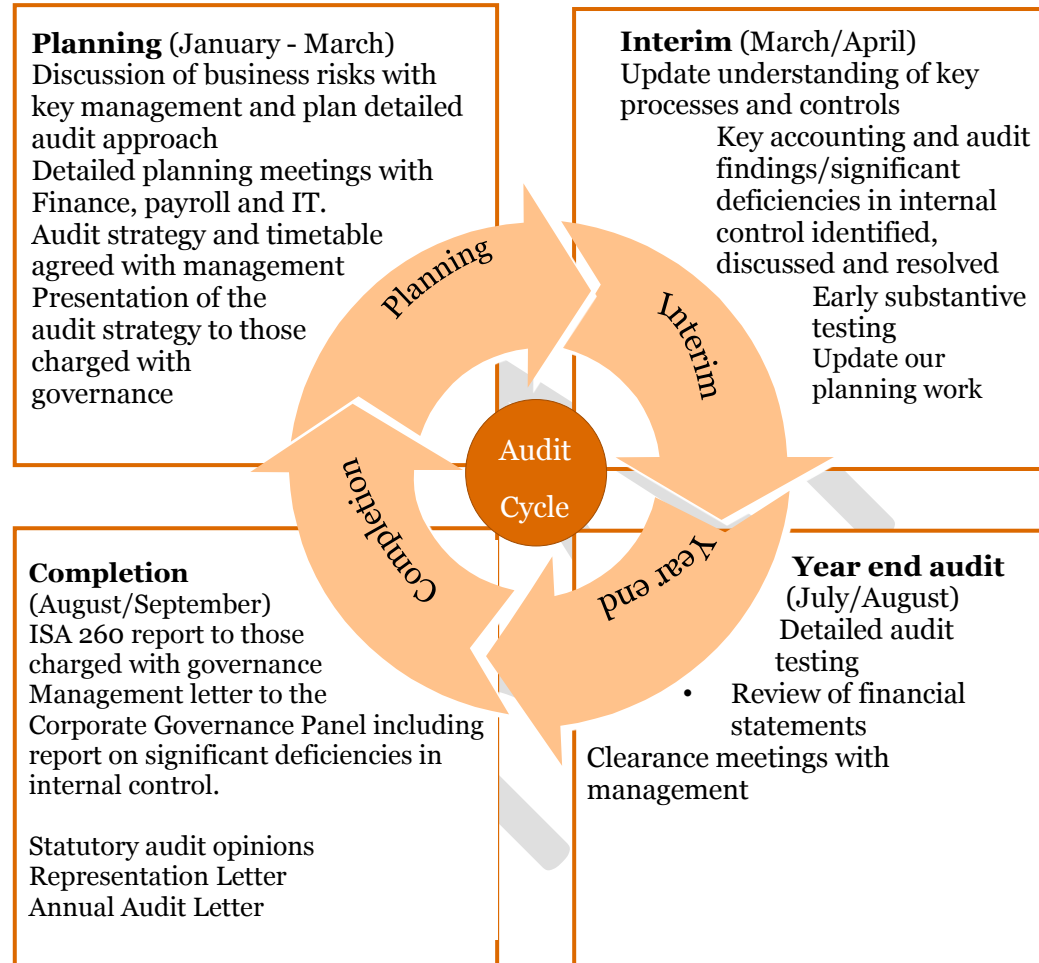 Planning (January - March)
Discussion of business risks with
key management and plan detailed
audit approach
Detailed planning meetings with
Finance, payroll and IT.
Audit strategy and timetable
agreed with management
Presentation of the
audit strategy to those
charged with
governance
Interim (March/April)
Update understanding of key
processes and controls
Key accounting and audit
findings/significant
deficiencies in internal
control identified,
discussed and resolved
Early substantive
testing
Update our
planning work
Planning
Interim
Audit
Cycle
Completion
Year end
Completion
(August/September)
ISA 260 report to those
charged with governance
Management letter to the
Corporate Governance Panel including
report on significant deficiencies in
internal control.
Statutory audit opinions
Representation Letter
Annual Audit Letter
Year end audit
(July/August)
Detailed audit
testing
• Review of financial
statements
Clearance meetings with
management